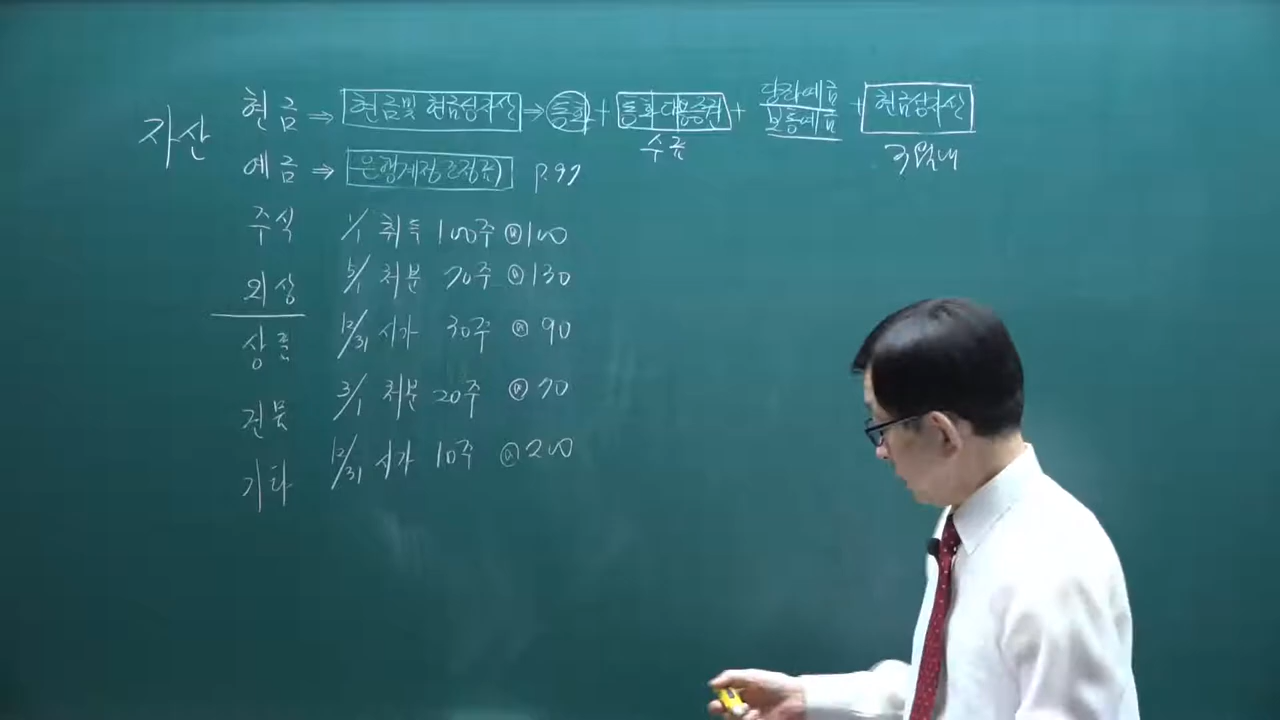 자산
현금 ⇒ 현금및 현금성자산 ⇒ 통화 + 통화대용증권 + 당좌예금 보통예금 + 현금성자산
수표
3월내
예금 ⇒ 은행계정조정표) P.97
주식 1/1 취득 100주 @100
외상 5/1 처분 70주 @130
상품 12/31 시가 30주 @90
건물 3/1 처분 20주 @70
기타 12/31 시가 10주 @200